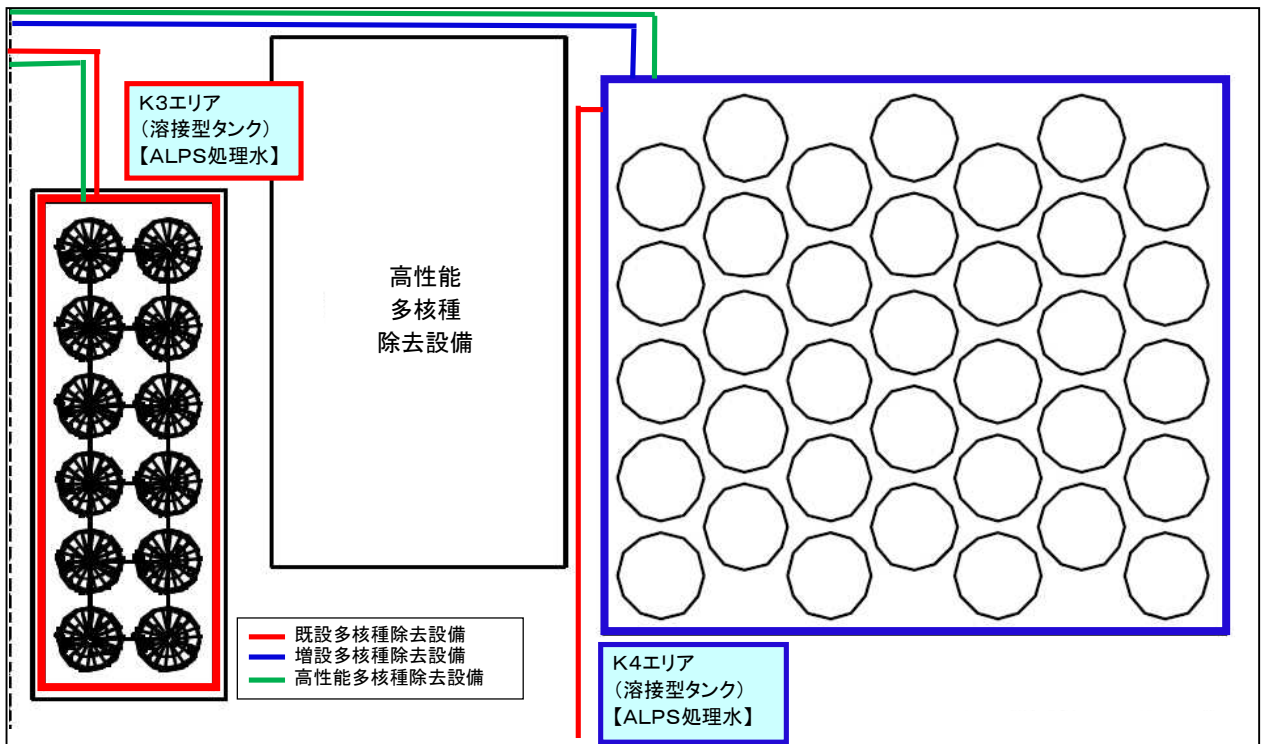 K3エリア
(溶接型タンク)
【ALPS処理水】
高性能
多核種
除去設備
既設多核種除去設備
増設多核種除去設備
高性能多核種除去設備
K4エリア
(溶接型タンク)
【ALPS処理水】